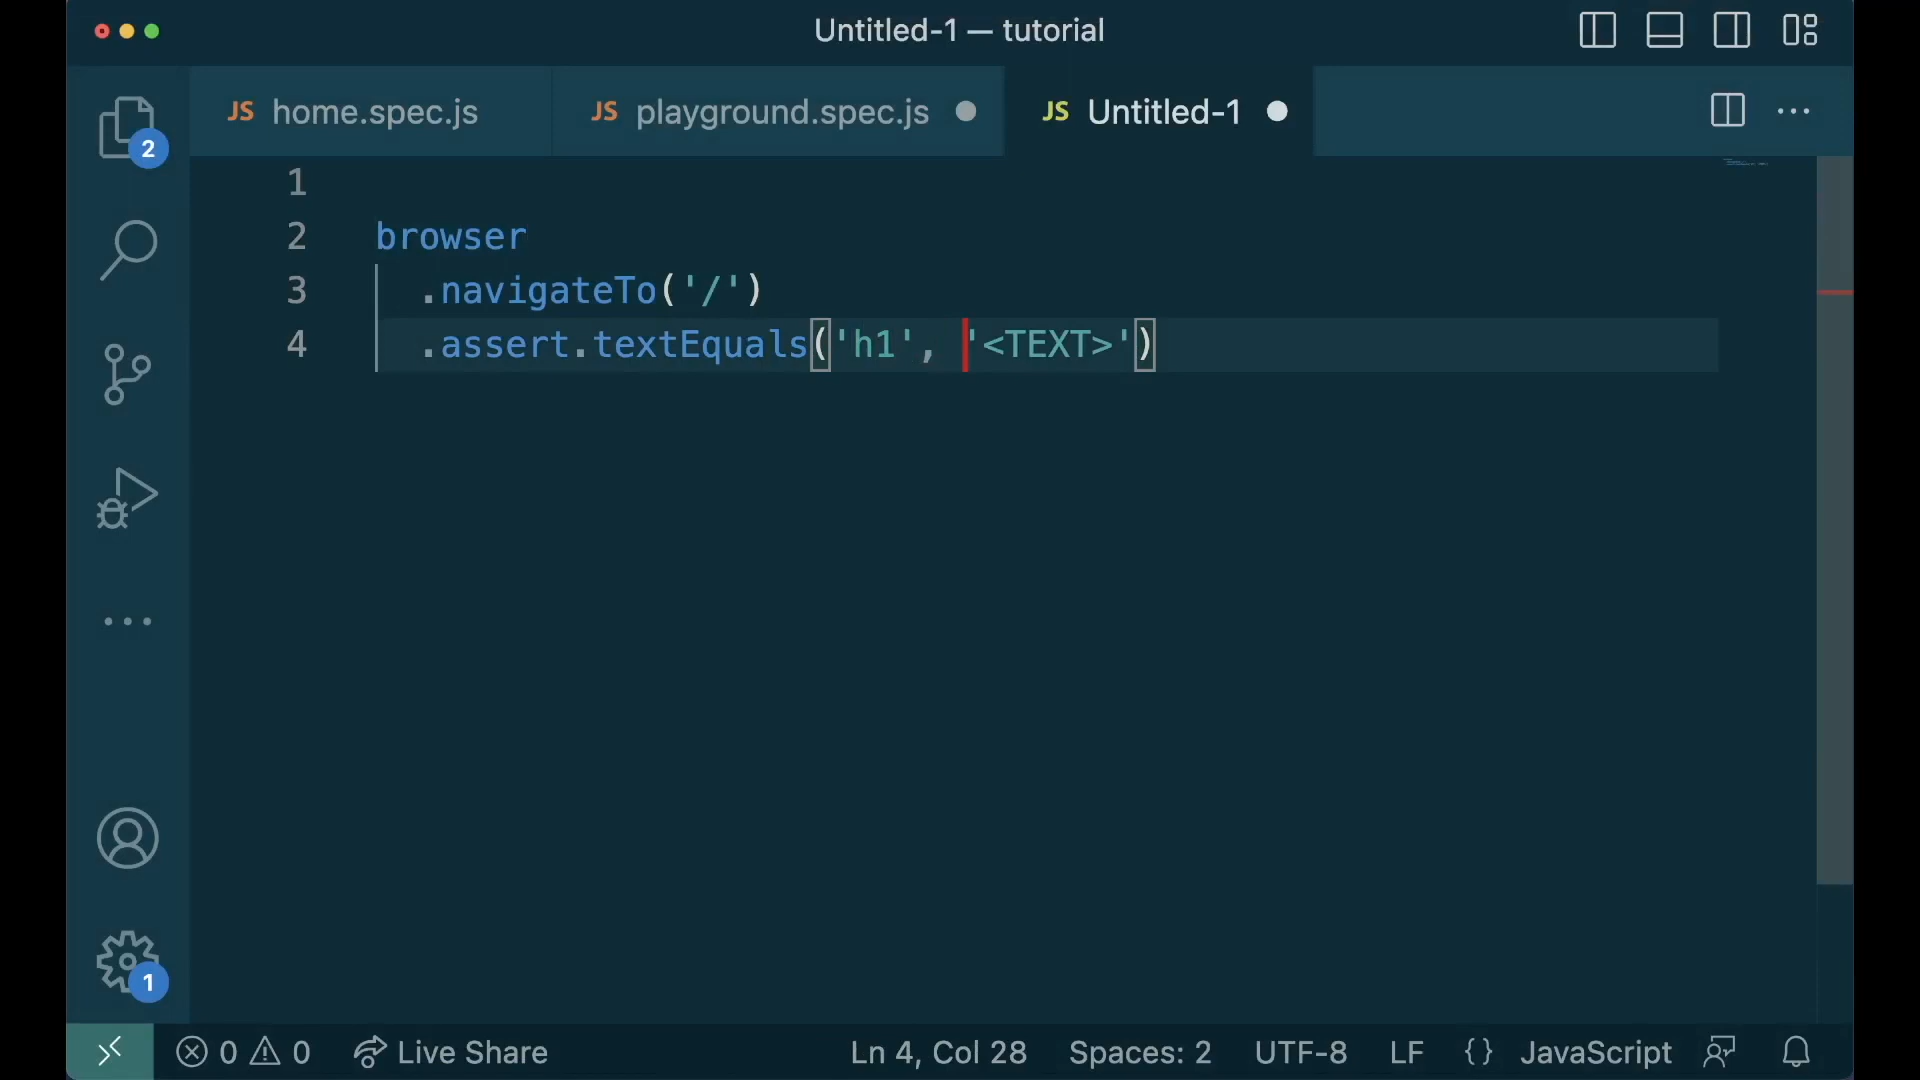 Untitled-1 — tutorial
JS home.spec.js
JS playground.spec.js
JS Untitled-1
2
1
2 browser
3 .navigateTo('/')
4 .assert.textEquals('h1', '<TEXT>')
1
0 0 Live Share Ln 4, Col 28 Spaces: 2 UTF-8 LF {} JavaScript